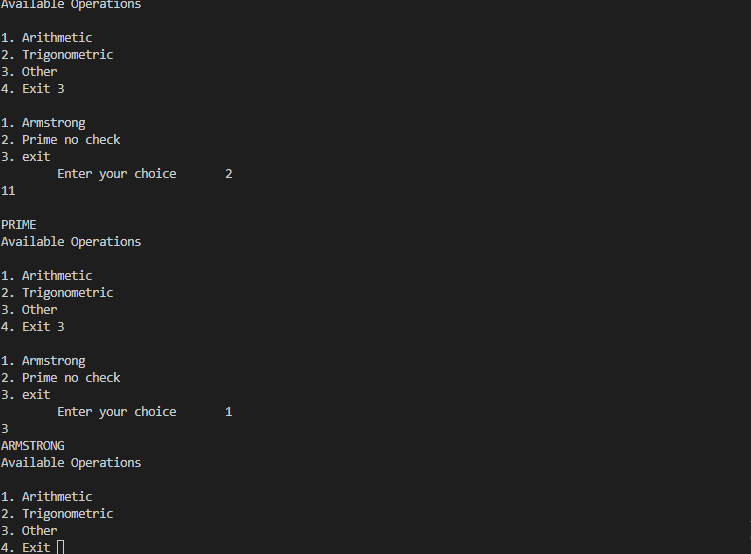 Available Operations
1. Arithmetic
2. Trigonometric
3. Other
4. Exit 3
1. Armstrong
2. Prime no check
3. exit
Enter your choice 2
11
PRIME
Available Operations
1. Arithmetic
2. Trigonometric
3. Other
4. Exit 3
1. Armstrong
2. Prime no check
3. exit
Enter your choice 1
3
ARMSTRONG
Available Operations
1. Arithmetic
2. Trigonometric
3. Other
4. Exit